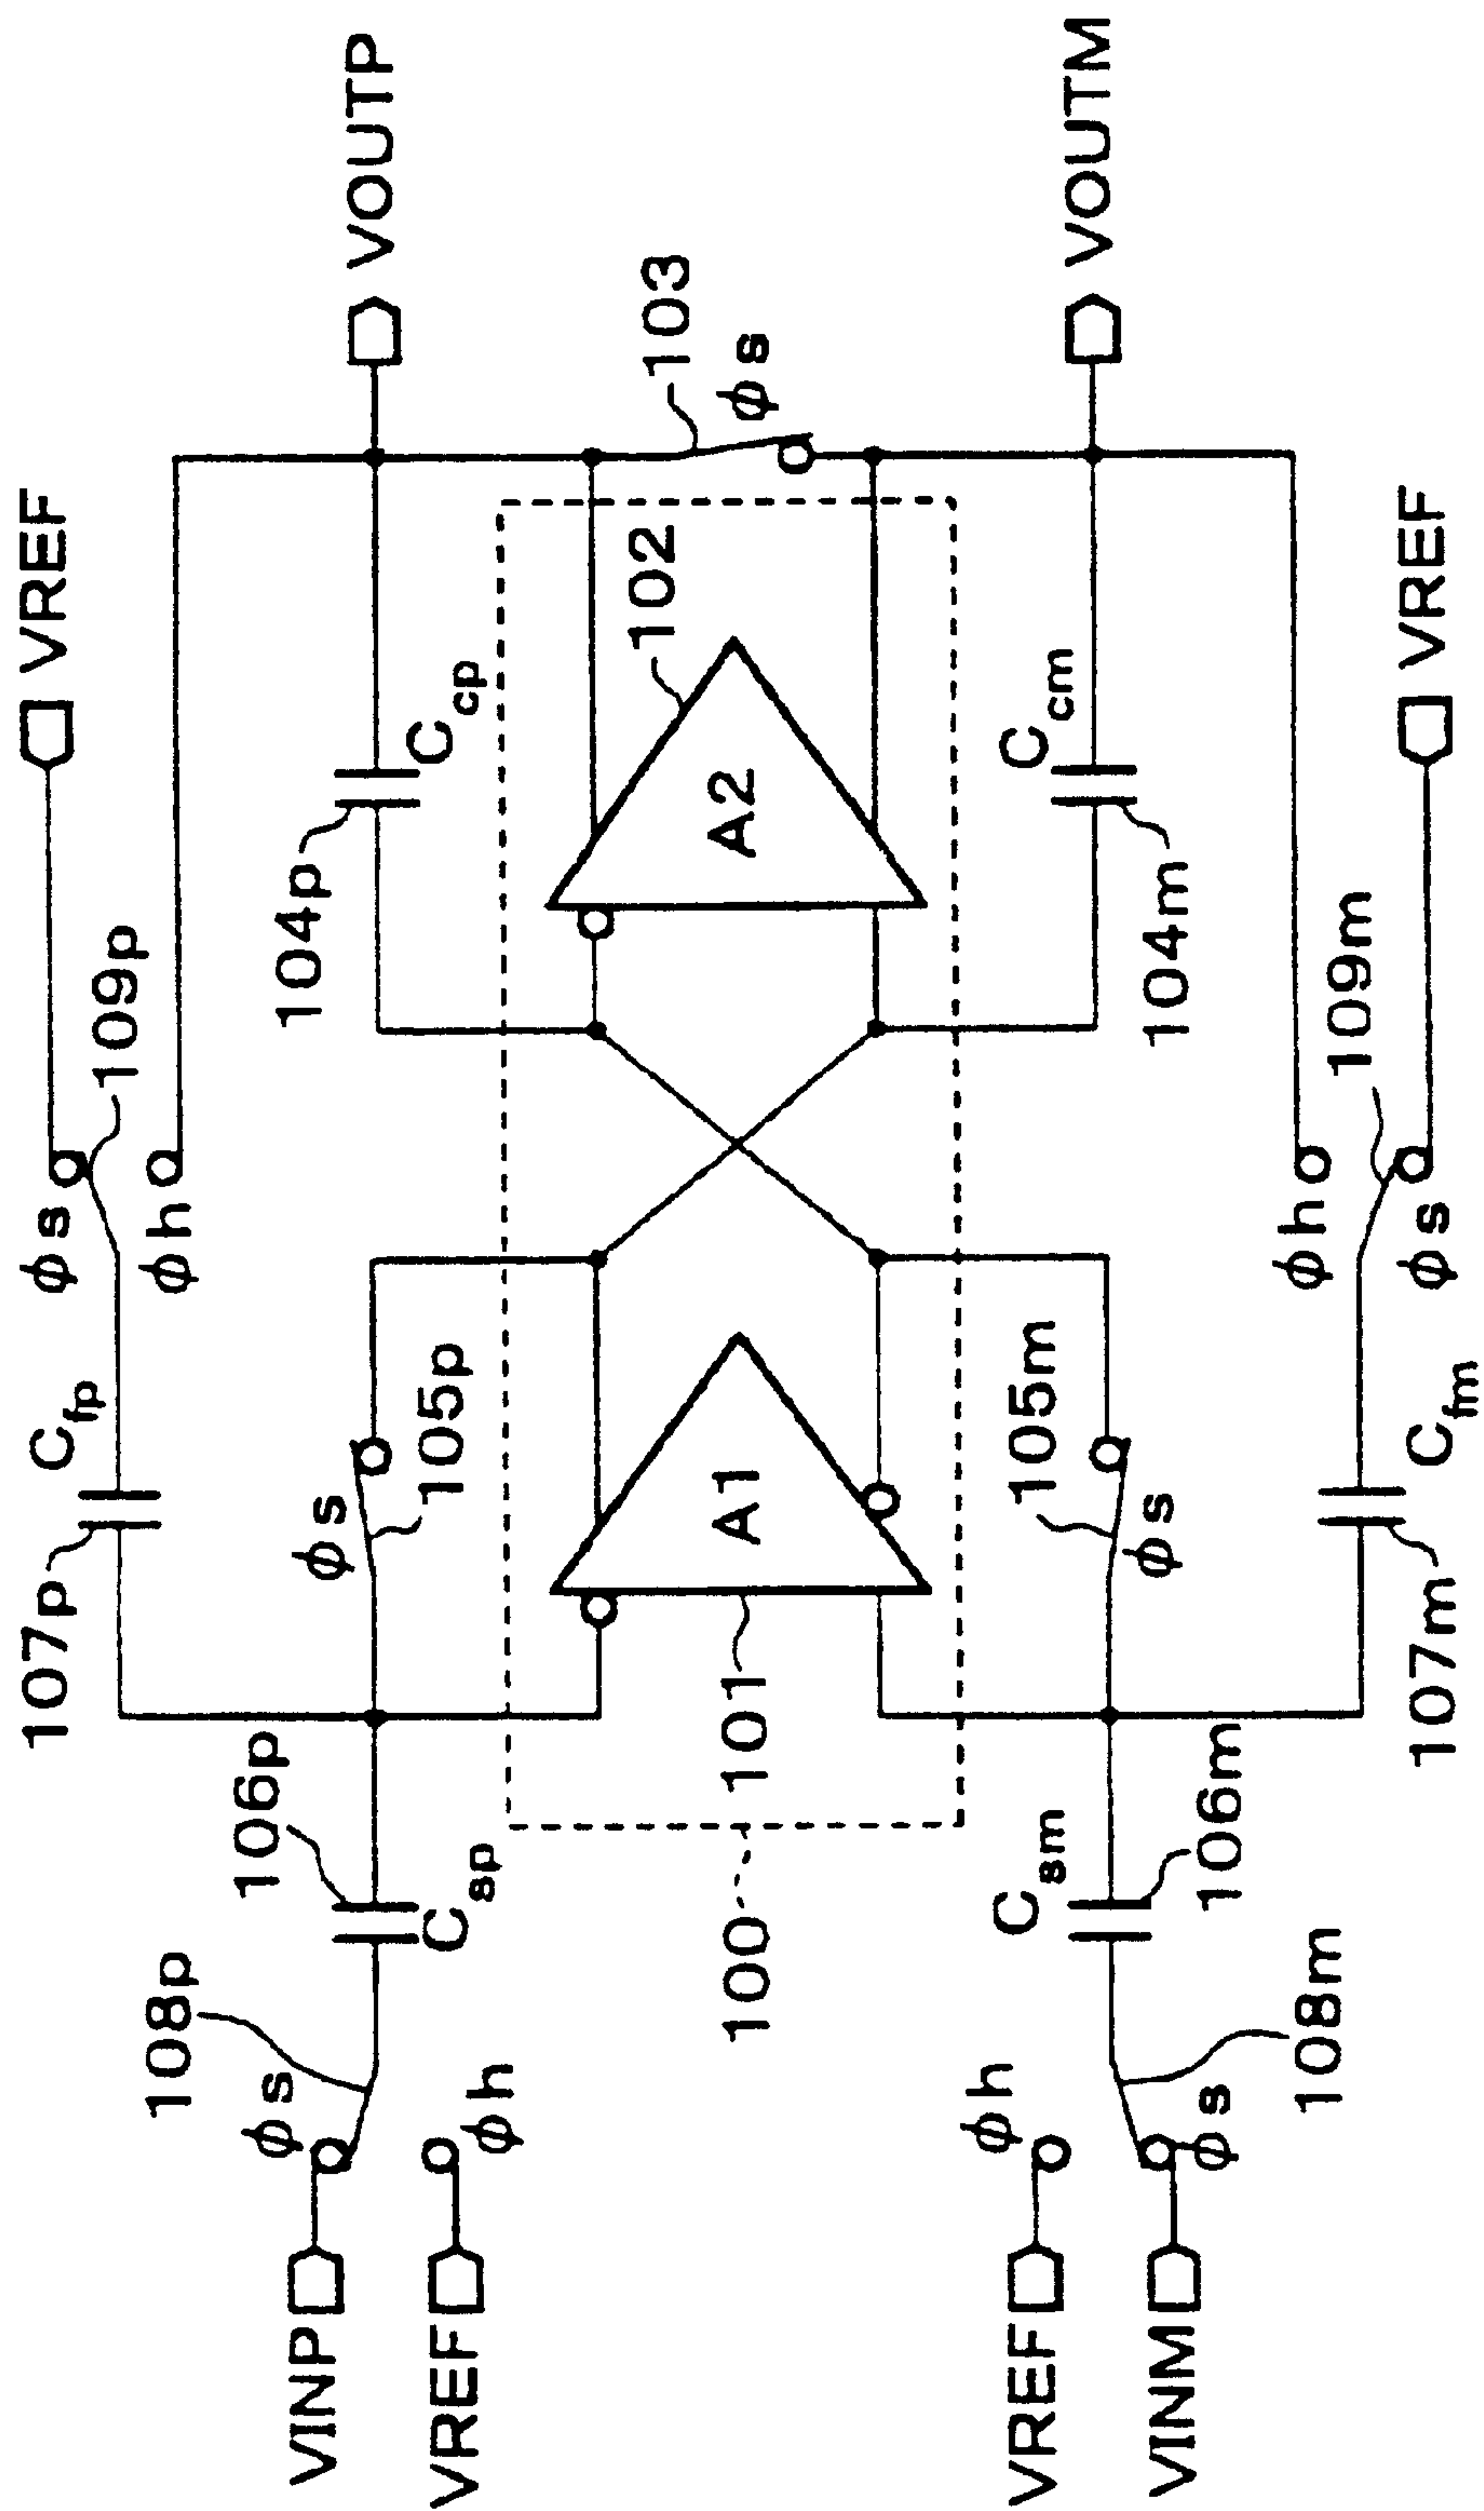 VREF
φs
φh
109p
VOUTP
107p
Cfp
104p
Ccp
108p
106p
φs
105p
VINP
φs
Csp
103
φs
VREF
φh
102
A2
A1
101
100
VREF
φh
Csm
105m
Ccm
VOUTM
VINM
φs
106m
φs
104m
108m
φh
109m
107m
Cfm
φs
VREF